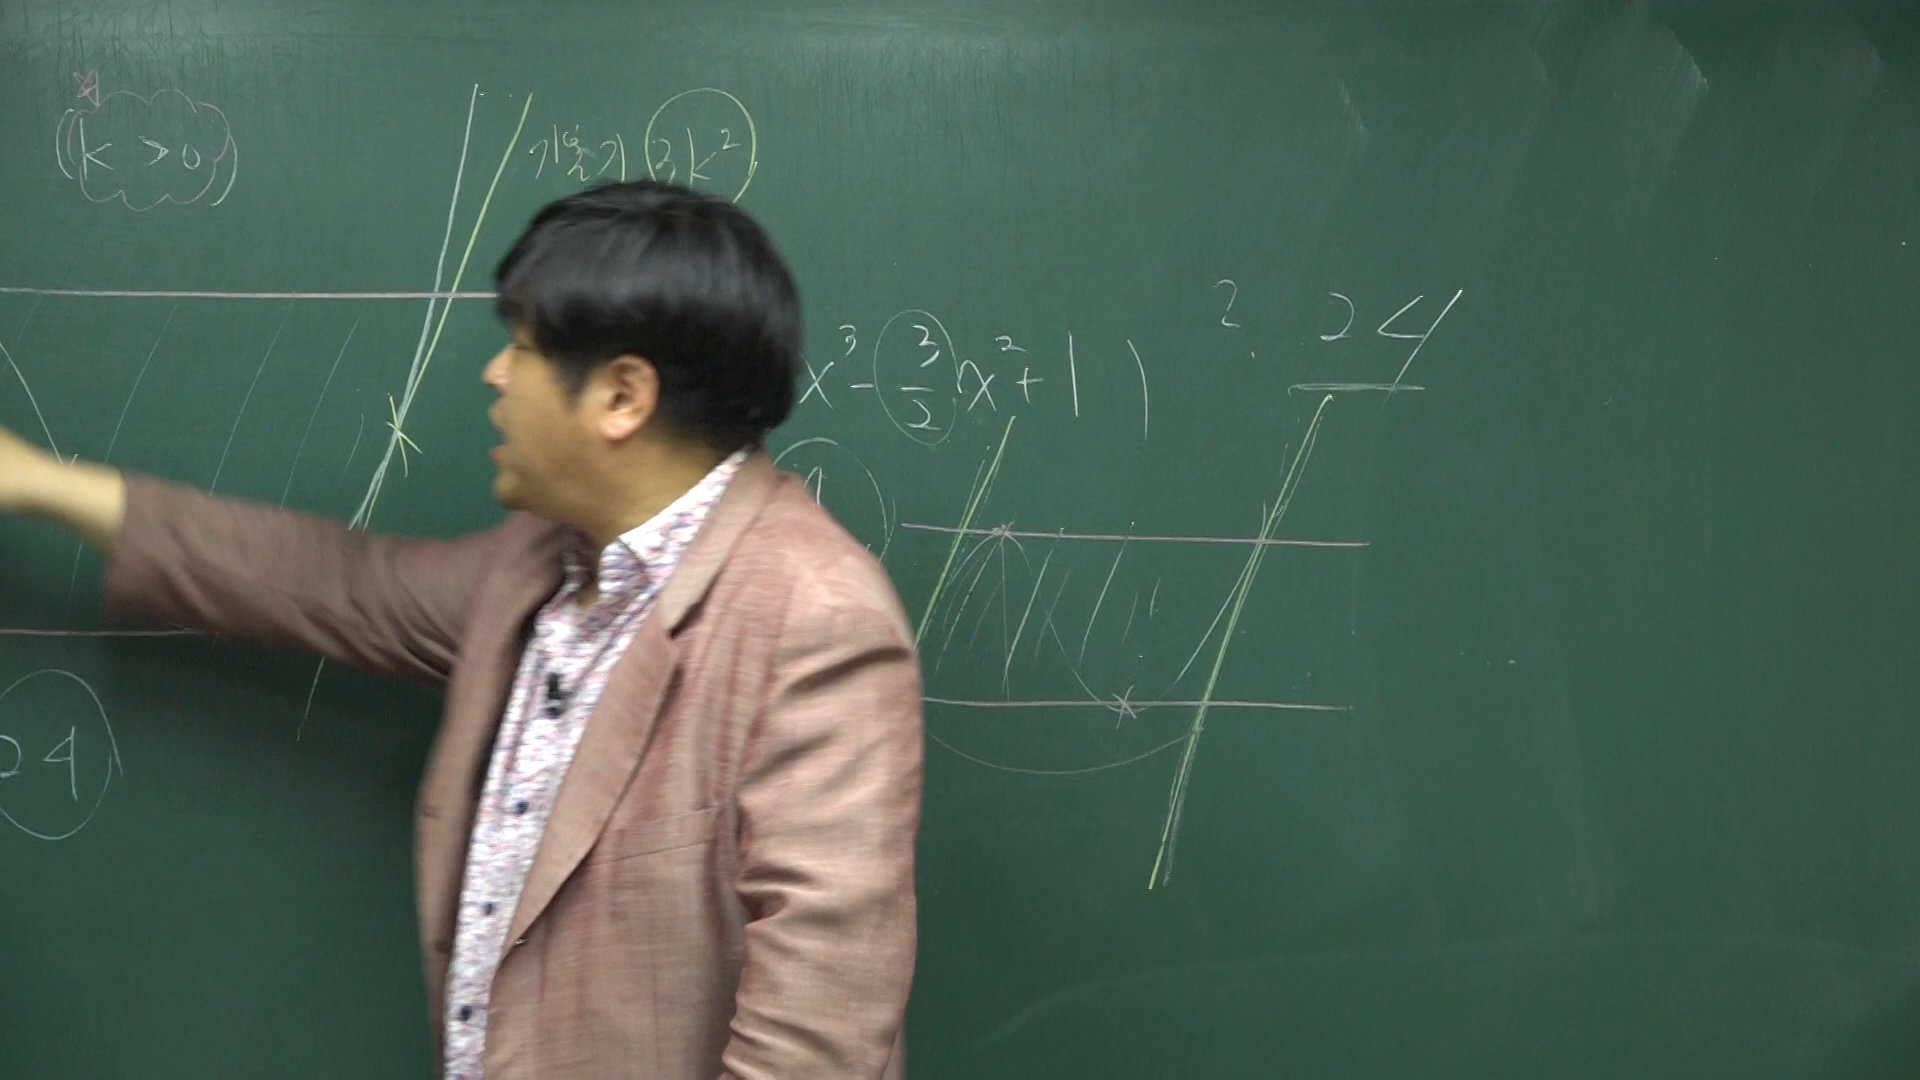 (k > 0)
기울기 3k²
x³ - 3/2 x² + 1 )
2. 24
24